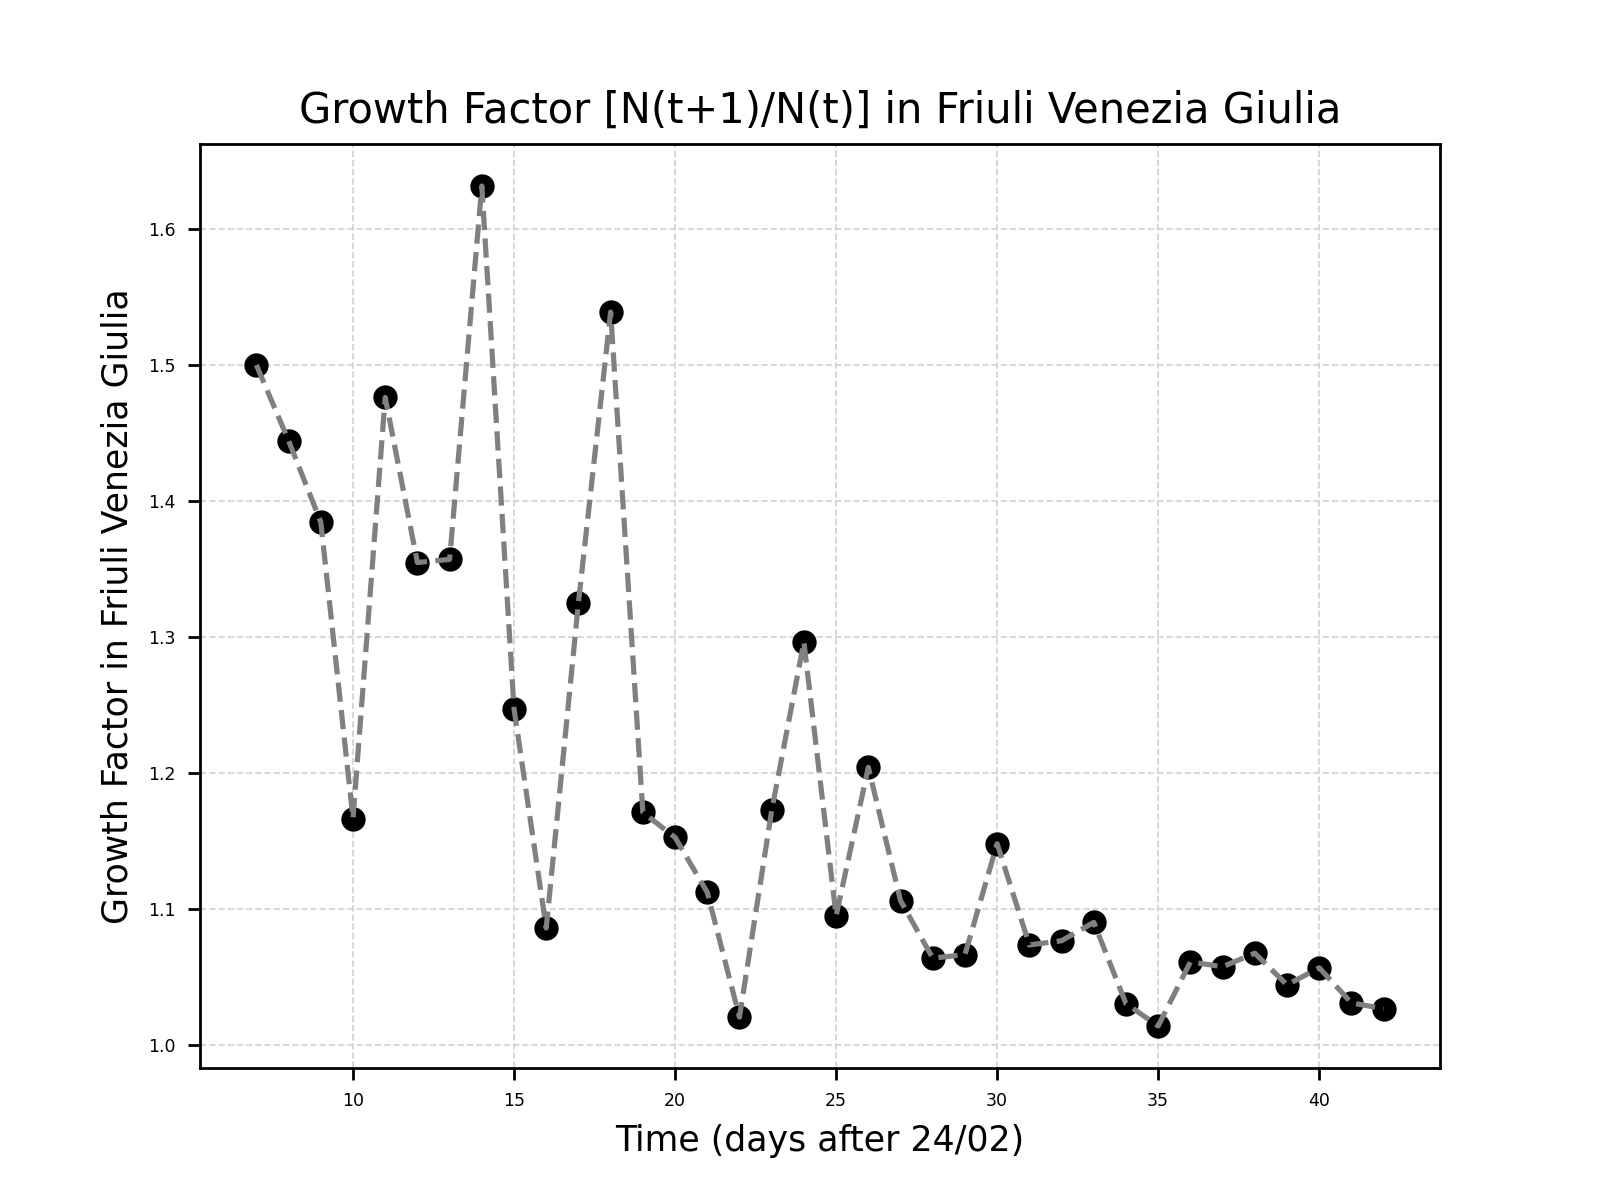 Growth Factor [N(t+1)/N(t)] in Friuli Venezia Giulia
Growth Factor in Friuli Venezia Giulia
1.6
1.5
1.4
1.3
1.2
1.1
1.0
10 15 20 25 30 35 40
Time (days after 24/02)